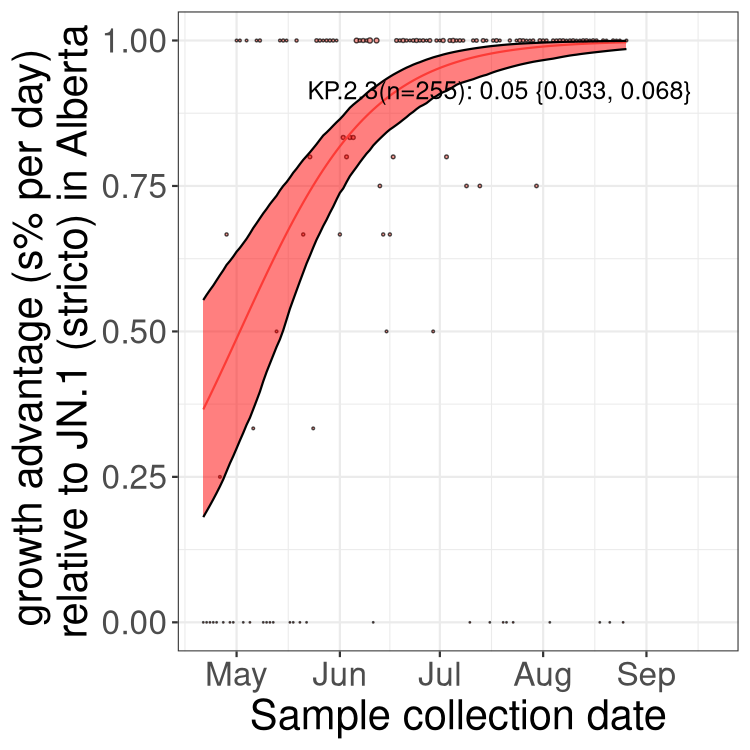 growth advantage (s% per day)
relative to JN.1 (stricto) in Alberta
1.00
0.75
0.50
0.25
0.00
KP.2.3(n=255): 0.05 {0.033, 0.068}
May Jun Jul Aug Sep
Sample collection date